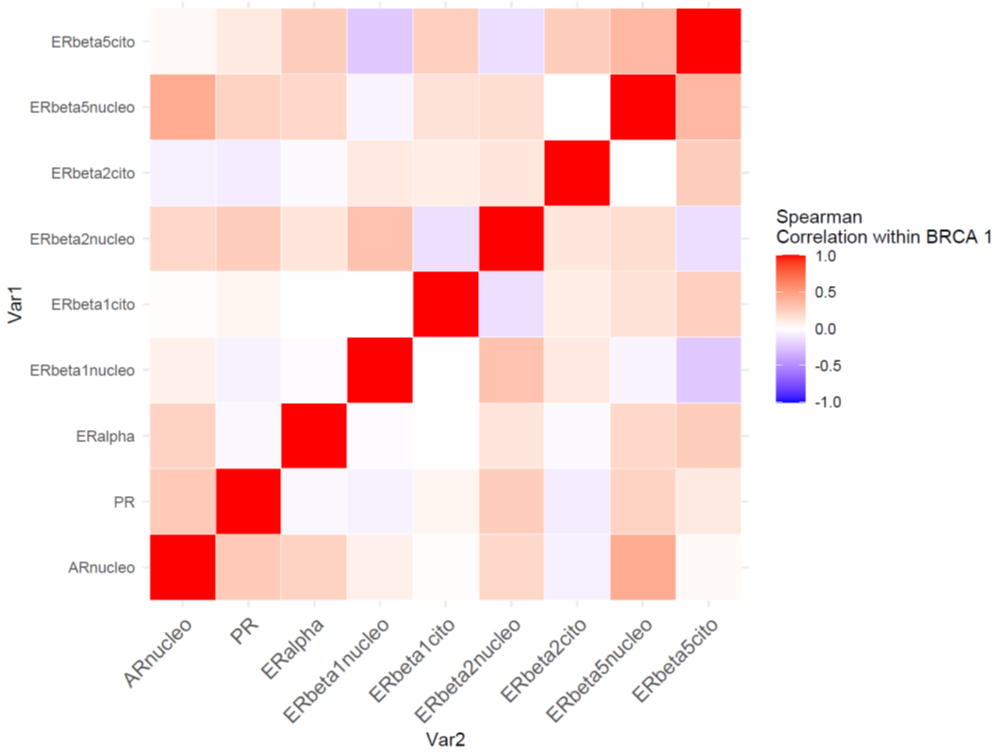 ERbeta5cito
ERbeta5nucleo
ERbeta2cito
ERbeta2nucleo
ERbeta1cito
ERbeta1nucleo
ERalpha
PR
ARnucleo
Var1
ARnucleo
PR
ERalpha
ERbeta1nucleo
ERbeta1cito
ERbeta2nucleo
ERbeta2cito
ERbeta5nucleo
ERbeta5cito
Var2
Spearman
Correlation within BRCA 1
1.0
0.5
0.0
-0.5
-1.0